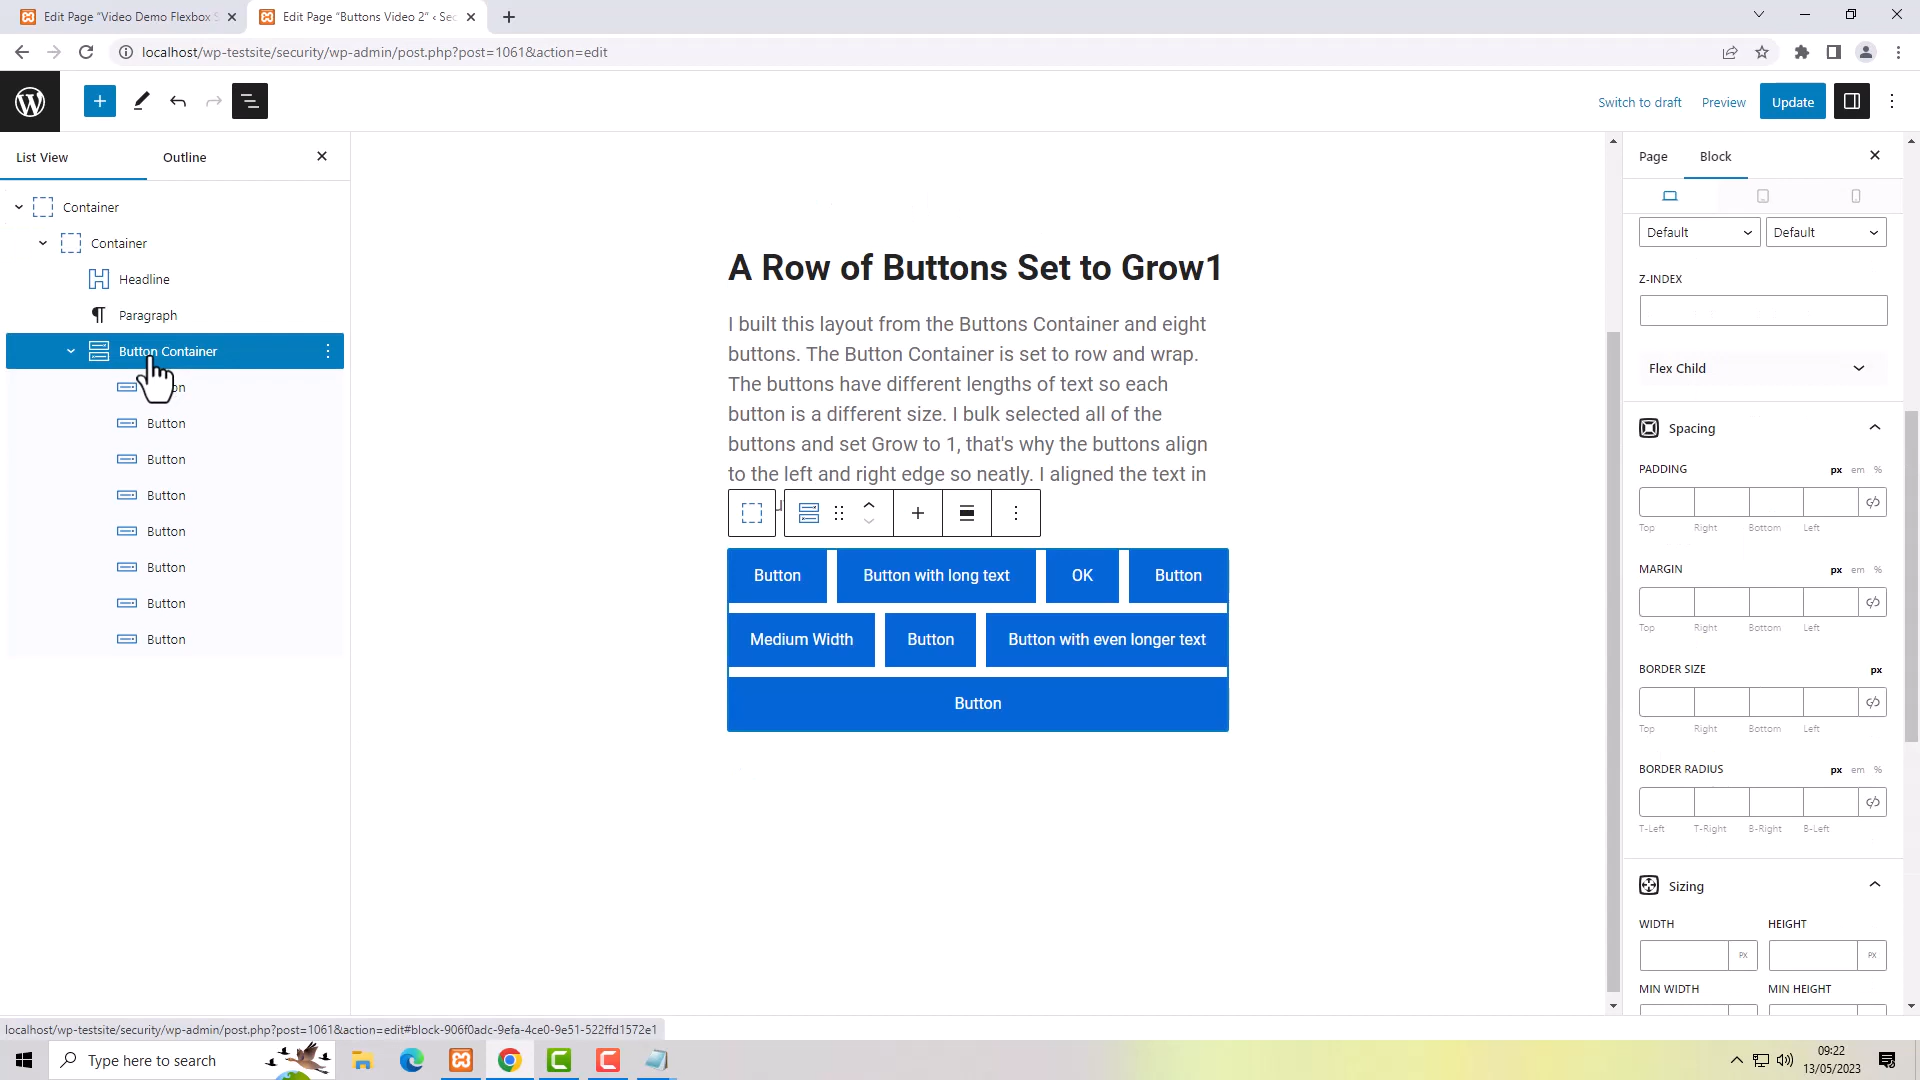 Edit Page "Video Demo Flexbox S
Edit Page "Buttons Video 2" ‹ Sec
localhost/wp-testsite/security/wp-admin/post.php?post=1061&action=edit
Switch to draft
Preview
Update
List View
Outline
Page
Block
Container
Container
Headline
Paragraph
Button Container
Button
Button
Button
Button
Button
Button
Button
A Row of Buttons Set to Grow1
I built this layout from the Buttons Container and eight
buttons. The Button Container is set to row and wrap.
The buttons have different lengths of text so each
button is a different size. I bulk selected all of the
buttons and set Grow to 1, that's why the buttons align
to the left and right edge so neatly. I aligned the text in
Button
Button with long text
OK
Button
Medium Width
Button
Button with even longer text
Button
Default
Default
Z-INDEX
Flex Child
Spacing
PADDING
px em %
Top Right Bottom Left
MARGIN
px em %
Top Right Bottom Left
BORDER SIZE
px
Top Right Bottom Left
BORDER RADIUS
px em %
T-Left T-Right B-Right B-Left
Sizing
WIDTH
HEIGHT
PX
PX
MIN WIDTH
MIN HEIGHT
localhost/wp-testsite/security/wp-admin/post.php?post=1061&action=edit#block-906f0adc-9efa-4ce0-9e51-522ffd1572e1
Type here to search
09:22
13/05/2023